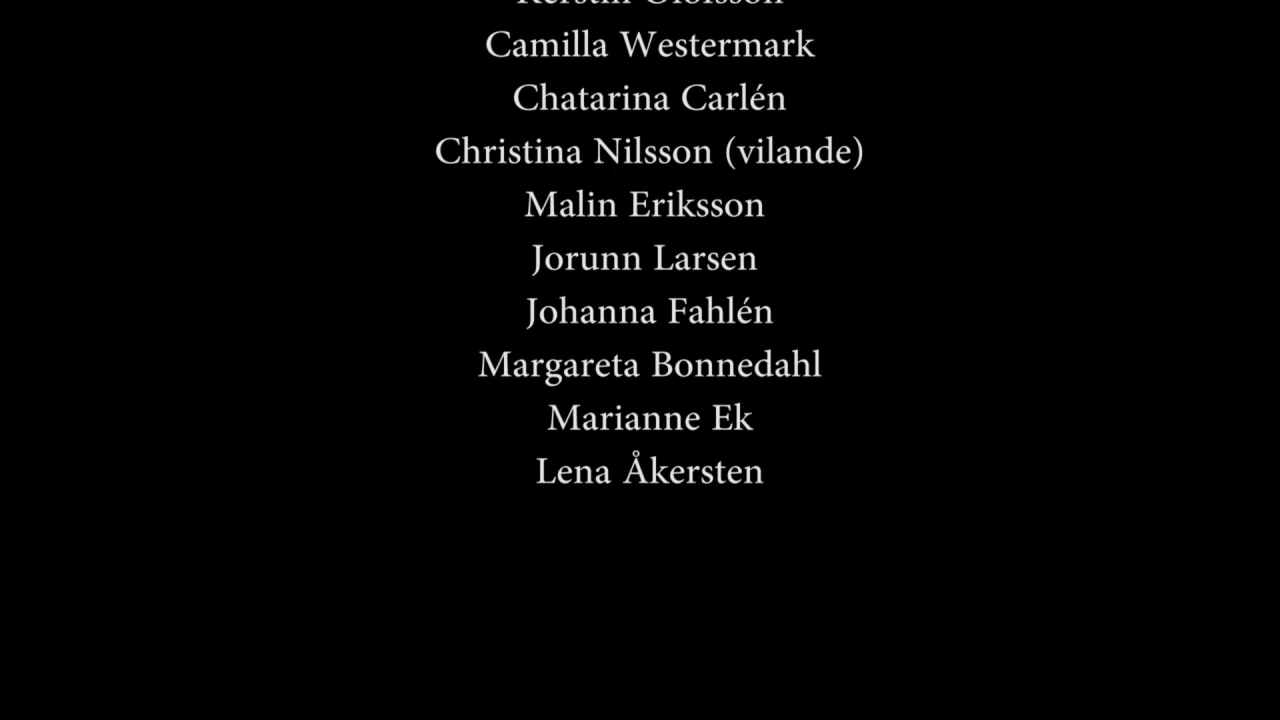 Camilla Westermark
Chatarina Carlén
Christina Nilsson (vilande)
Malin Eriksson
Jorunn Larsen
Johanna Fahlén
Margareta Bonnedahl
Marianne Ek
Lena Åkersten